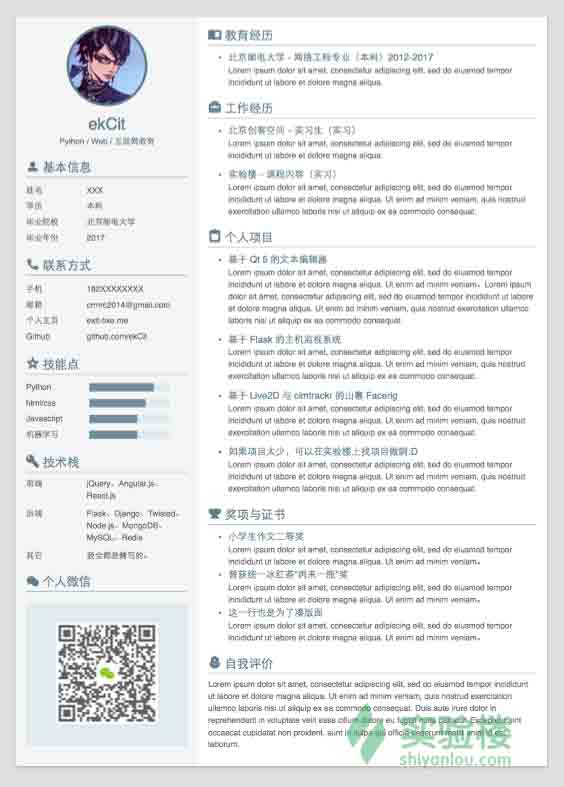 ekCit
Python / Web / 互联网教育
基本信息
姓名 XXX
学历 本科
毕业院校 北京邮电大学
毕业年份 2017
联系方式
手机 182XXXXXXXX
邮箱 crmrc2014@gmail.com
个人主页
Github github.com/ekCit
技能点
Python
html/css
Javascript
机器学习
技术栈
前端 jQuery、Angular.js、
React.js
后端 Flask、Django、Twisted、
Node.js、MongoDB、
MySQL、Redis
其它 我全都是瞎写的。
个人微信
教育经历
北京邮电大学 - 网络工程专业（本科）2012-2017
Lorem ipsum dolor sit amet, consectetur adipiscing elit, sed do eiusmod tempor
incididunt ut labore et dolore magna aliqua.
工作经历
北京创客空间 - 实习生（实习）
Lorem ipsum dolor sit amet, consectetur adipiscing elit, sed do eiusmod tempor
incididunt ut labore et dolore magna aliqua.
实验楼 - 课程内容（实习）
Lorem ipsum dolor sit amet, consectetur adipiscing elit, sed do eiusmod tempor
incididunt ut labore et dolore magna aliqua. Ut enim ad minim veniam, quis nostrud
exercitation ullamco laboris nisi ut aliquip ex ea commodo consequat.
个人项目
基于 Qt 5 的文本编辑器
Lorem ipsum dolor sit amet, consectetur adipiscing elit, sed do eiusmod tempor
incididunt ut labore et dolore magna aliqua. Ut enim ad minim veniam。Lorem ipsum
dolor sit amet, consectetur adipiscing elit, sed do eiusmod tempor incididunt ut
labore et dolore magna aliqua. Ut enim ad minim veniam, quis nostrud exercitation ullamco
laboris nisi ut aliquip ex ea commodo consequat.
基于 Flask 的主机监视系统
Lorem ipsum dolor sit amet, consectetur adipiscing elit, sed do eiusmod tempor
incididunt ut labore et dolore magna aliqua. Ut enim ad minim veniam, quis nostrud
exercitation ullamco laboris nisi ut aliquip ex ea commodo consequat.
基于 Live2D 与 clmtrackr 的山寨 Facerig
Lorem ipsum dolor sit amet, consectetur adipiscing elit, sed do eiusmod tempor
incididunt ut labore et dolore magna aliqua. Ut enim ad minim veniam, quis nostrud
exercitation ullamco laboris nisi ut aliquip ex ea commodo consequat.
如果项目太少，可以在实验楼上找项目做哟:D
Lorem ipsum dolor sit amet, consectetur adipiscing elit, sed do eiusmod tempor
incididunt ut labore et dolore magna aliqua. Ut enim ad minim veniam, quis nostrud
exercitation ullamco laboris nisi ut aliquip ex ea commodo consequat.
奖项与证书
小学生作文二等奖
Lorem ipsum dolor sit amet, consectetur adipiscing elit, sed do eiusmod tempor
incididunt ut labore et dolore magna aliqua. Ut enim ad minim veniam。
曾获统一冰红茶“再来一瓶”奖
Lorem ipsum dolor sit amet, consectetur adipiscing elit, sed do eiusmod tempor
incididunt ut labore et dolore magna aliqua. Ut enim ad minim veniam。
这一行也是为了凑版面
Lorem ipsum dolor sit amet, consectetur adipiscing elit, sed do eiusmod tempor
incididunt ut labore et dolore magna aliqua. Ut enim ad minim veniam。
自我评价
Lorem ipsum dolor sit amet, consectetur adipiscing elit, sed do eiusmod tempor
incididunt ut labore et dolore magna aliqua. Ut enim ad minim veniam, quis nostrud
exercitation ullamco laboris nisi ut aliquip ex ea commodo consequat. Duis aute irure dolor in
reprehenderit in voluptate velit esse cillum dolore eu fugiat nulla pariatur. Excepteur sint
occaecat cupidatat non proident, sunt in culpa qui officia deserunt mollit anim id est
laborum.
实验楼
shiyanlou.com